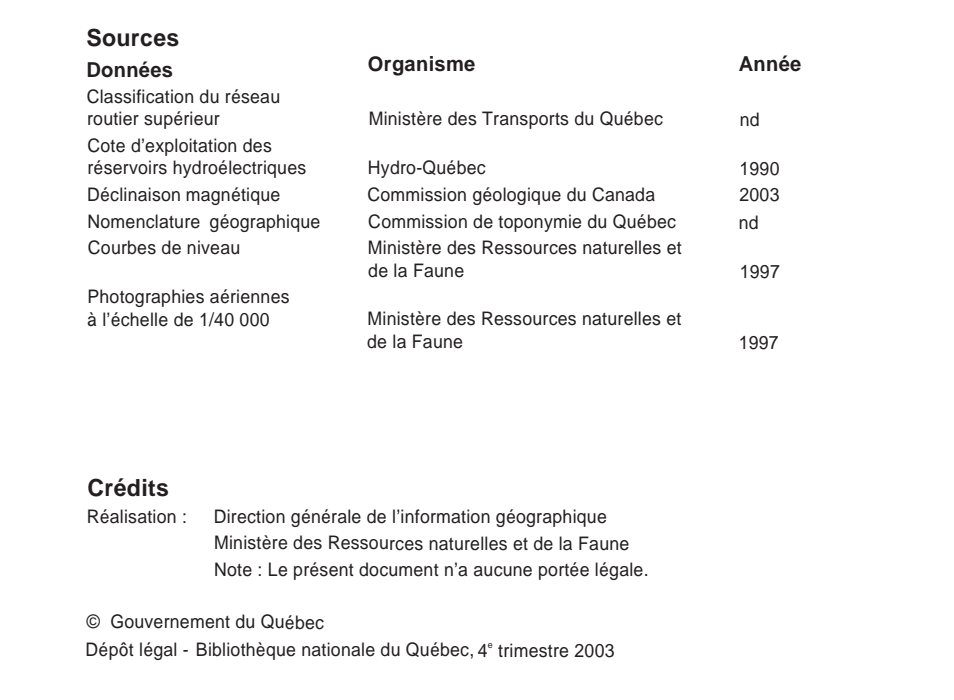 Sources
Données Organisme Année
Classification du réseau
routier supérieur Ministère des Transports du Québec nd
Cote d'exploitation des
réservoirs hydroélectriques Hydro-Québec 1990
Déclinaison magnétique Commission géologique du Canada 2003
Nomenclature géographique Commission de toponymie du Québec nd
Courbes de niveau Ministère des Ressources naturelles et
de la Faune 1997
Photographies aériennes
à l'échelle de 1/40 000 Ministère des Ressources naturelles et
de la Faune 1997
Crédits
Réalisation : Direction générale de l'information géographique
Ministère des Ressources naturelles et de la Faune
Note : Le présent document n'a aucune portée légale.
© Gouvernement du Québec
Dépôt légal - Bibliothèque nationale du Québec, 4e trimestre 2003